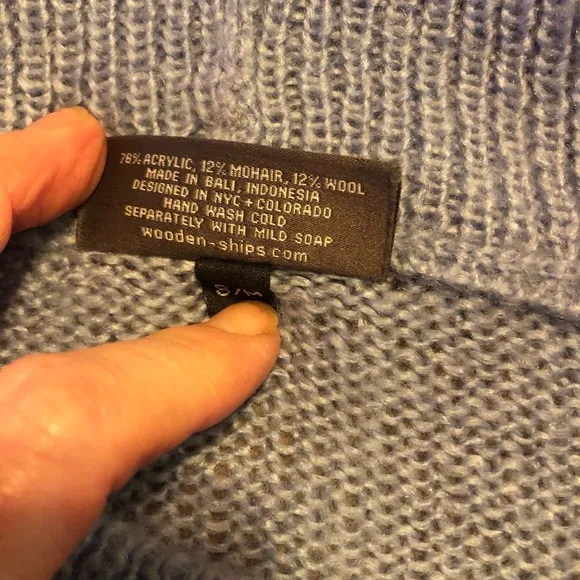 76% ACRYLIC, 12% MOHAIR, 12% WOOL
MADE IN BALI, INDONESIA
DESIGNED IN NYC + COLORADO
HAND WASH COLD
SEPARATELY WITH MILD SOAP
wooden-ships.com
S/M